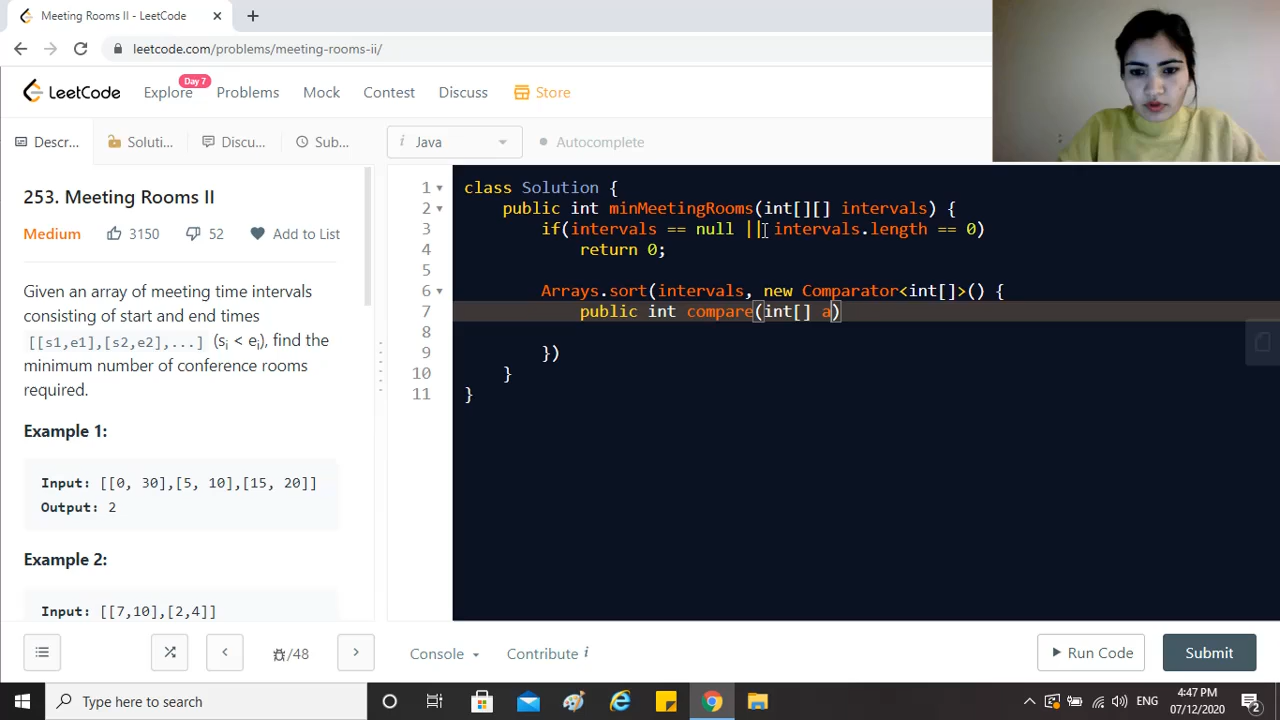 Meeting Rooms II - LeetCode
leetcode.com/problems/meeting-rooms-ii/
LeetCode
Explore
Day 7
Problems
Mock
Contest
Discuss
Store
Descr...
Soluti...
Discu...
Sub...
i Java
Autocomplete
253. Meeting Rooms II
Medium
3150
52
Add to List
Given an array of meeting time intervals
consisting of start and end times
[[s1,e1],[s2,e2],...] (si < ei), find the
minimum number of conference rooms
required.
Example 1:
Input: [[0, 30],[5, 10],[15, 20]]
Output: 2
Example 2:
Input: [[7,10],[2,4]]
1 class Solution {
2 public int minMeetingRooms(int[][] intervals) {
3 if(intervals == null || intervals.length == 0)
4 return 0;
5
6 Arrays.sort(intervals, new Comparator<int[]>() {
7 public int compare(int[] a)
8
9 })
10 }
11 }
/48
Console
Contribute i
Run Code
Submit
Type here to search
ENG
4:47 PM
07/12/2020
2